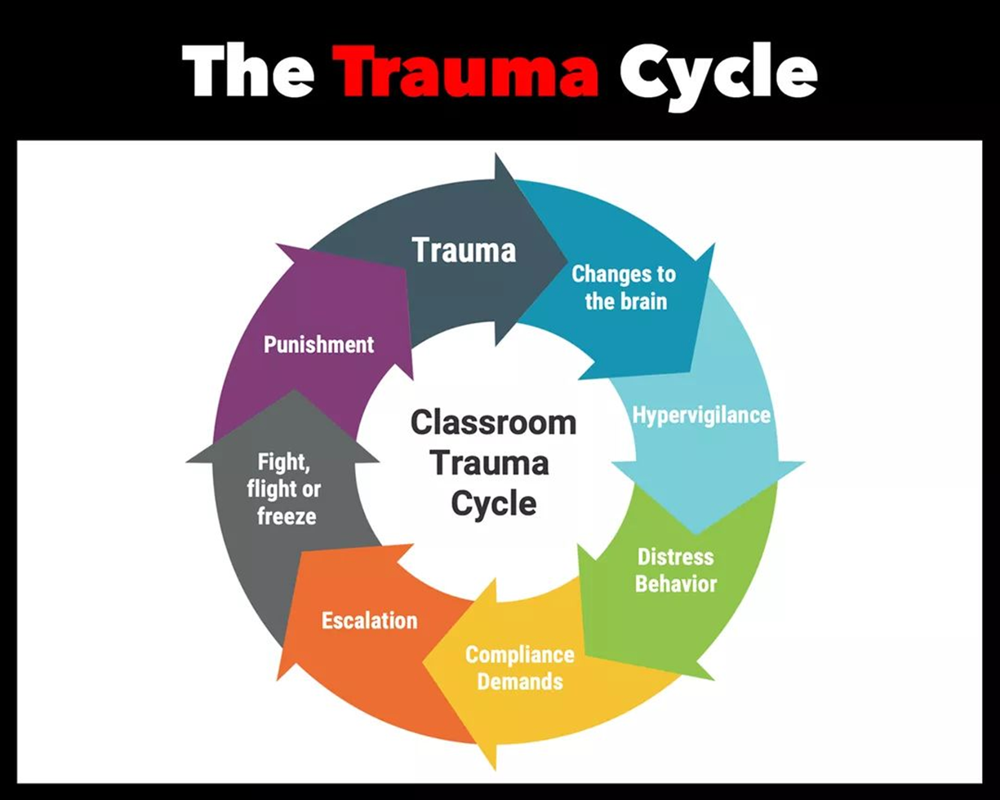 The Trauma Cycle
Trauma
Changes to
the brain
Hypervigilance
Distress
Behavior
Compliance
Demands
Escalation
Fight,
flight or
freeze
Punishment
Classroom
Trauma
Cycle